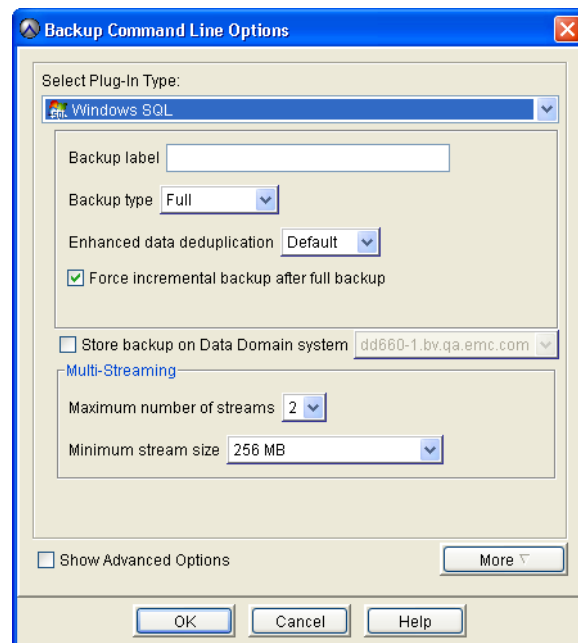 Backup Command Line Options
Select Plug-In Type:
Windows SQL
Backup label
Backup type Full
Enhanced data deduplication Default
Force incremental backup after full backup
Store backup on Data Domain system dd660-1.bv.qa.emc.com
Multi-Streaming
Maximum number of streams 2
Minimum stream size 256 MB
Show Advanced Options More
OK Cancel Help